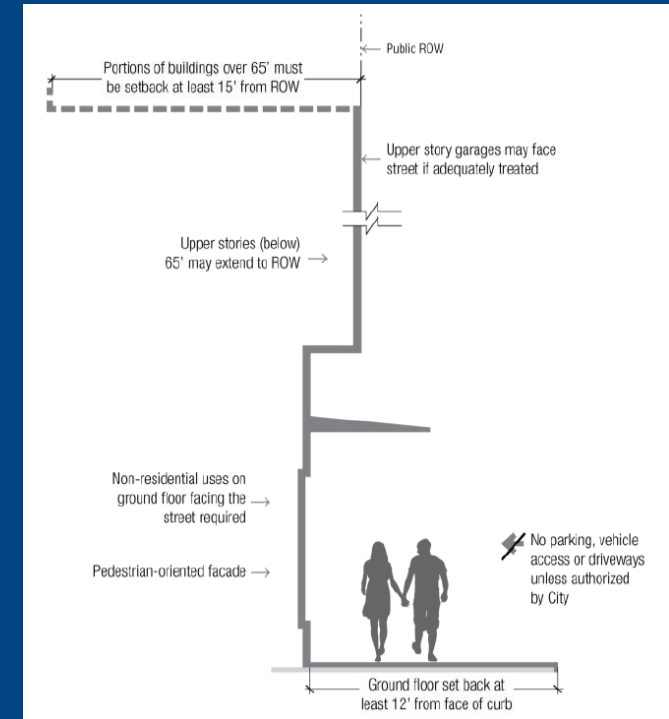 Public ROW
Portions of buildings over 65' must
be setback at least 15' from ROW
Upper story garages may face
street if adequately treated
Upper stories (below)
65' may extend to ROW
Non-residential uses on
ground floor facing the
street required
No parking, vehicle
access or driveways
unless authorized
by City
Pedestrian-oriented facade
Ground floor set back at
least 12' from face of curb